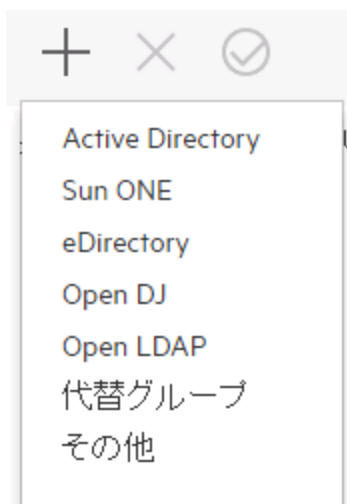 Active Directory
Sun ONE
eDirectory
Open DJ
Open LDAP
代替グループ
その他